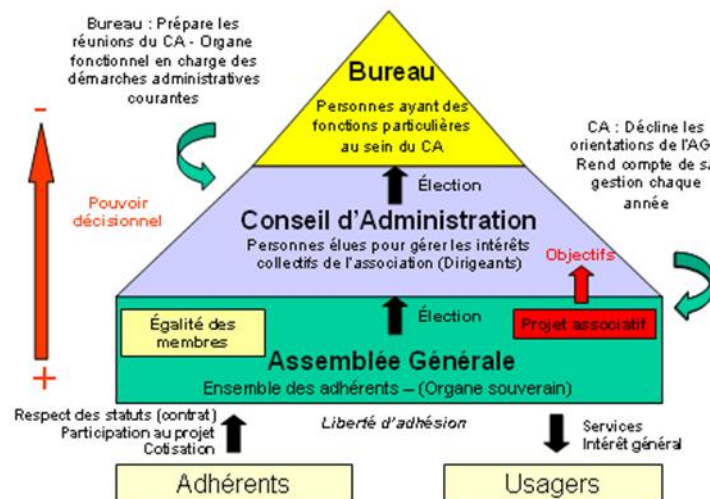 Bureau : Prépare les
réunions du CA - Organe
fonctionnel en charge des
démarches administratives
courantes
Bureau
Personnes ayant des
fonctions particulières
au sein du CA
CA : Décline les
orientations de l'AG
Rend compte de sa
gestion chaque
année
-
Pouvoir
décisionnel
+
Élection
Conseil d'Administration
Personnes élues pour gérer les intérêts
collectifs de l'association (Dirigeants)
Objectifs
Élection
Égalité des
membres
Projet associatif
Assemblée Générale
Ensemble des adhérents – (Organe souverain)
Respect des statuts (contrat)
Participation au projet
Cotisation
Liberté d'adhésion
Services
Intérêt général
Adhérents
Usagers